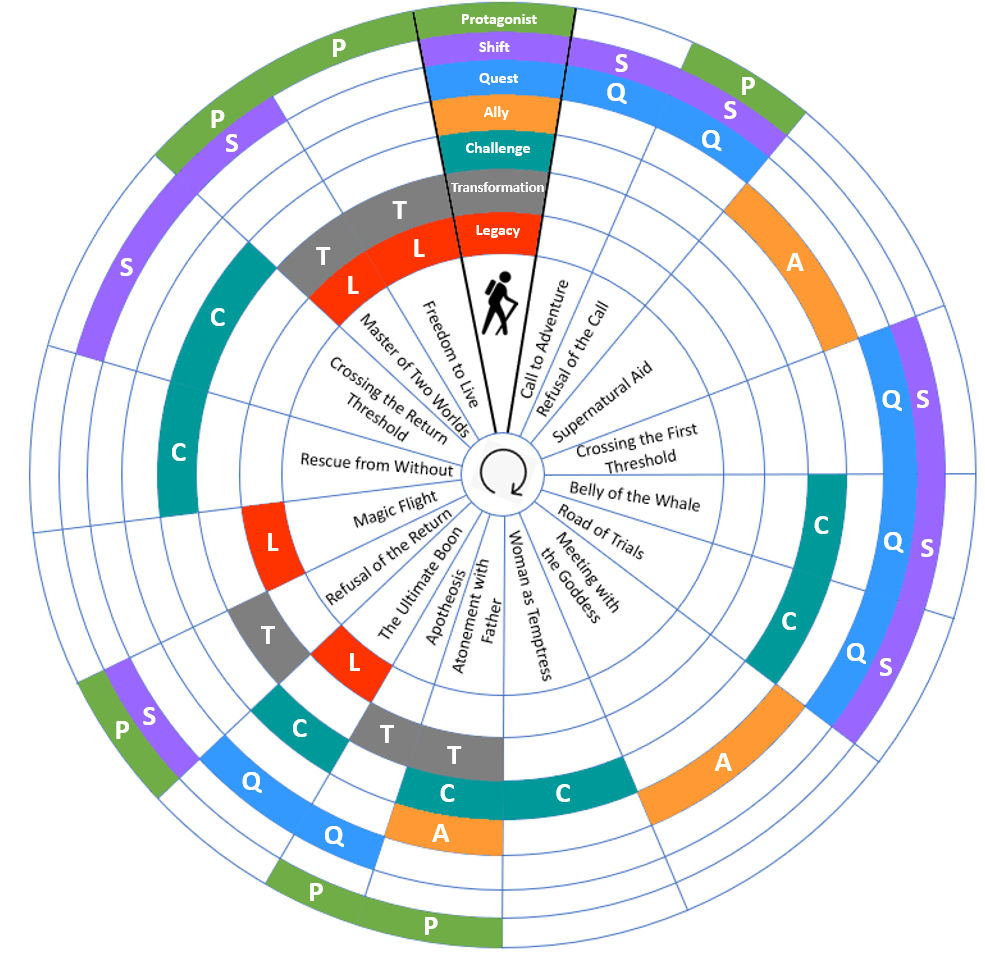 Protagonist
Shift
Quest
Ally
Challenge
Transformation
Legacy
S
Q
P
S
Q
A
Q
S
Q
S
C
Q
S
C
A
C
P
A
C
T
P
Q
T
L
Q
C
P
S
T
L
C
S
C
P
S
T
L
P
T
L
Call to Adventure
Refusal of the Call
Supernatural Aid
Crossing the First
Threshold
Belly of the Whale
Road of Trials
Meeting with
the Goddess
Woman as Temptress
Atonement with
Father
Apotheosis
The Ultimate Boon
Refusal of the Return
Magic Flight
Rescue from Without
Crossing the Return
Threshold
Master of Two Worlds
Freedom to Live